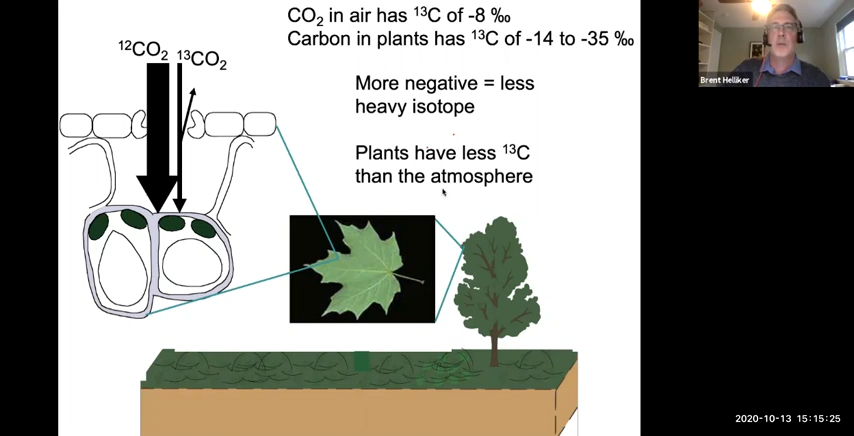 CO₂ in air has ¹³C of -8 ‰
Carbon in plants has ¹³C of -14 to -35 ‰
¹²CO₂ ¹³CO₂
More negative = less
heavy isotope
Plants have less ¹³C
than the atmosphere
Brent Helliker
2020-10-13 15:15:25